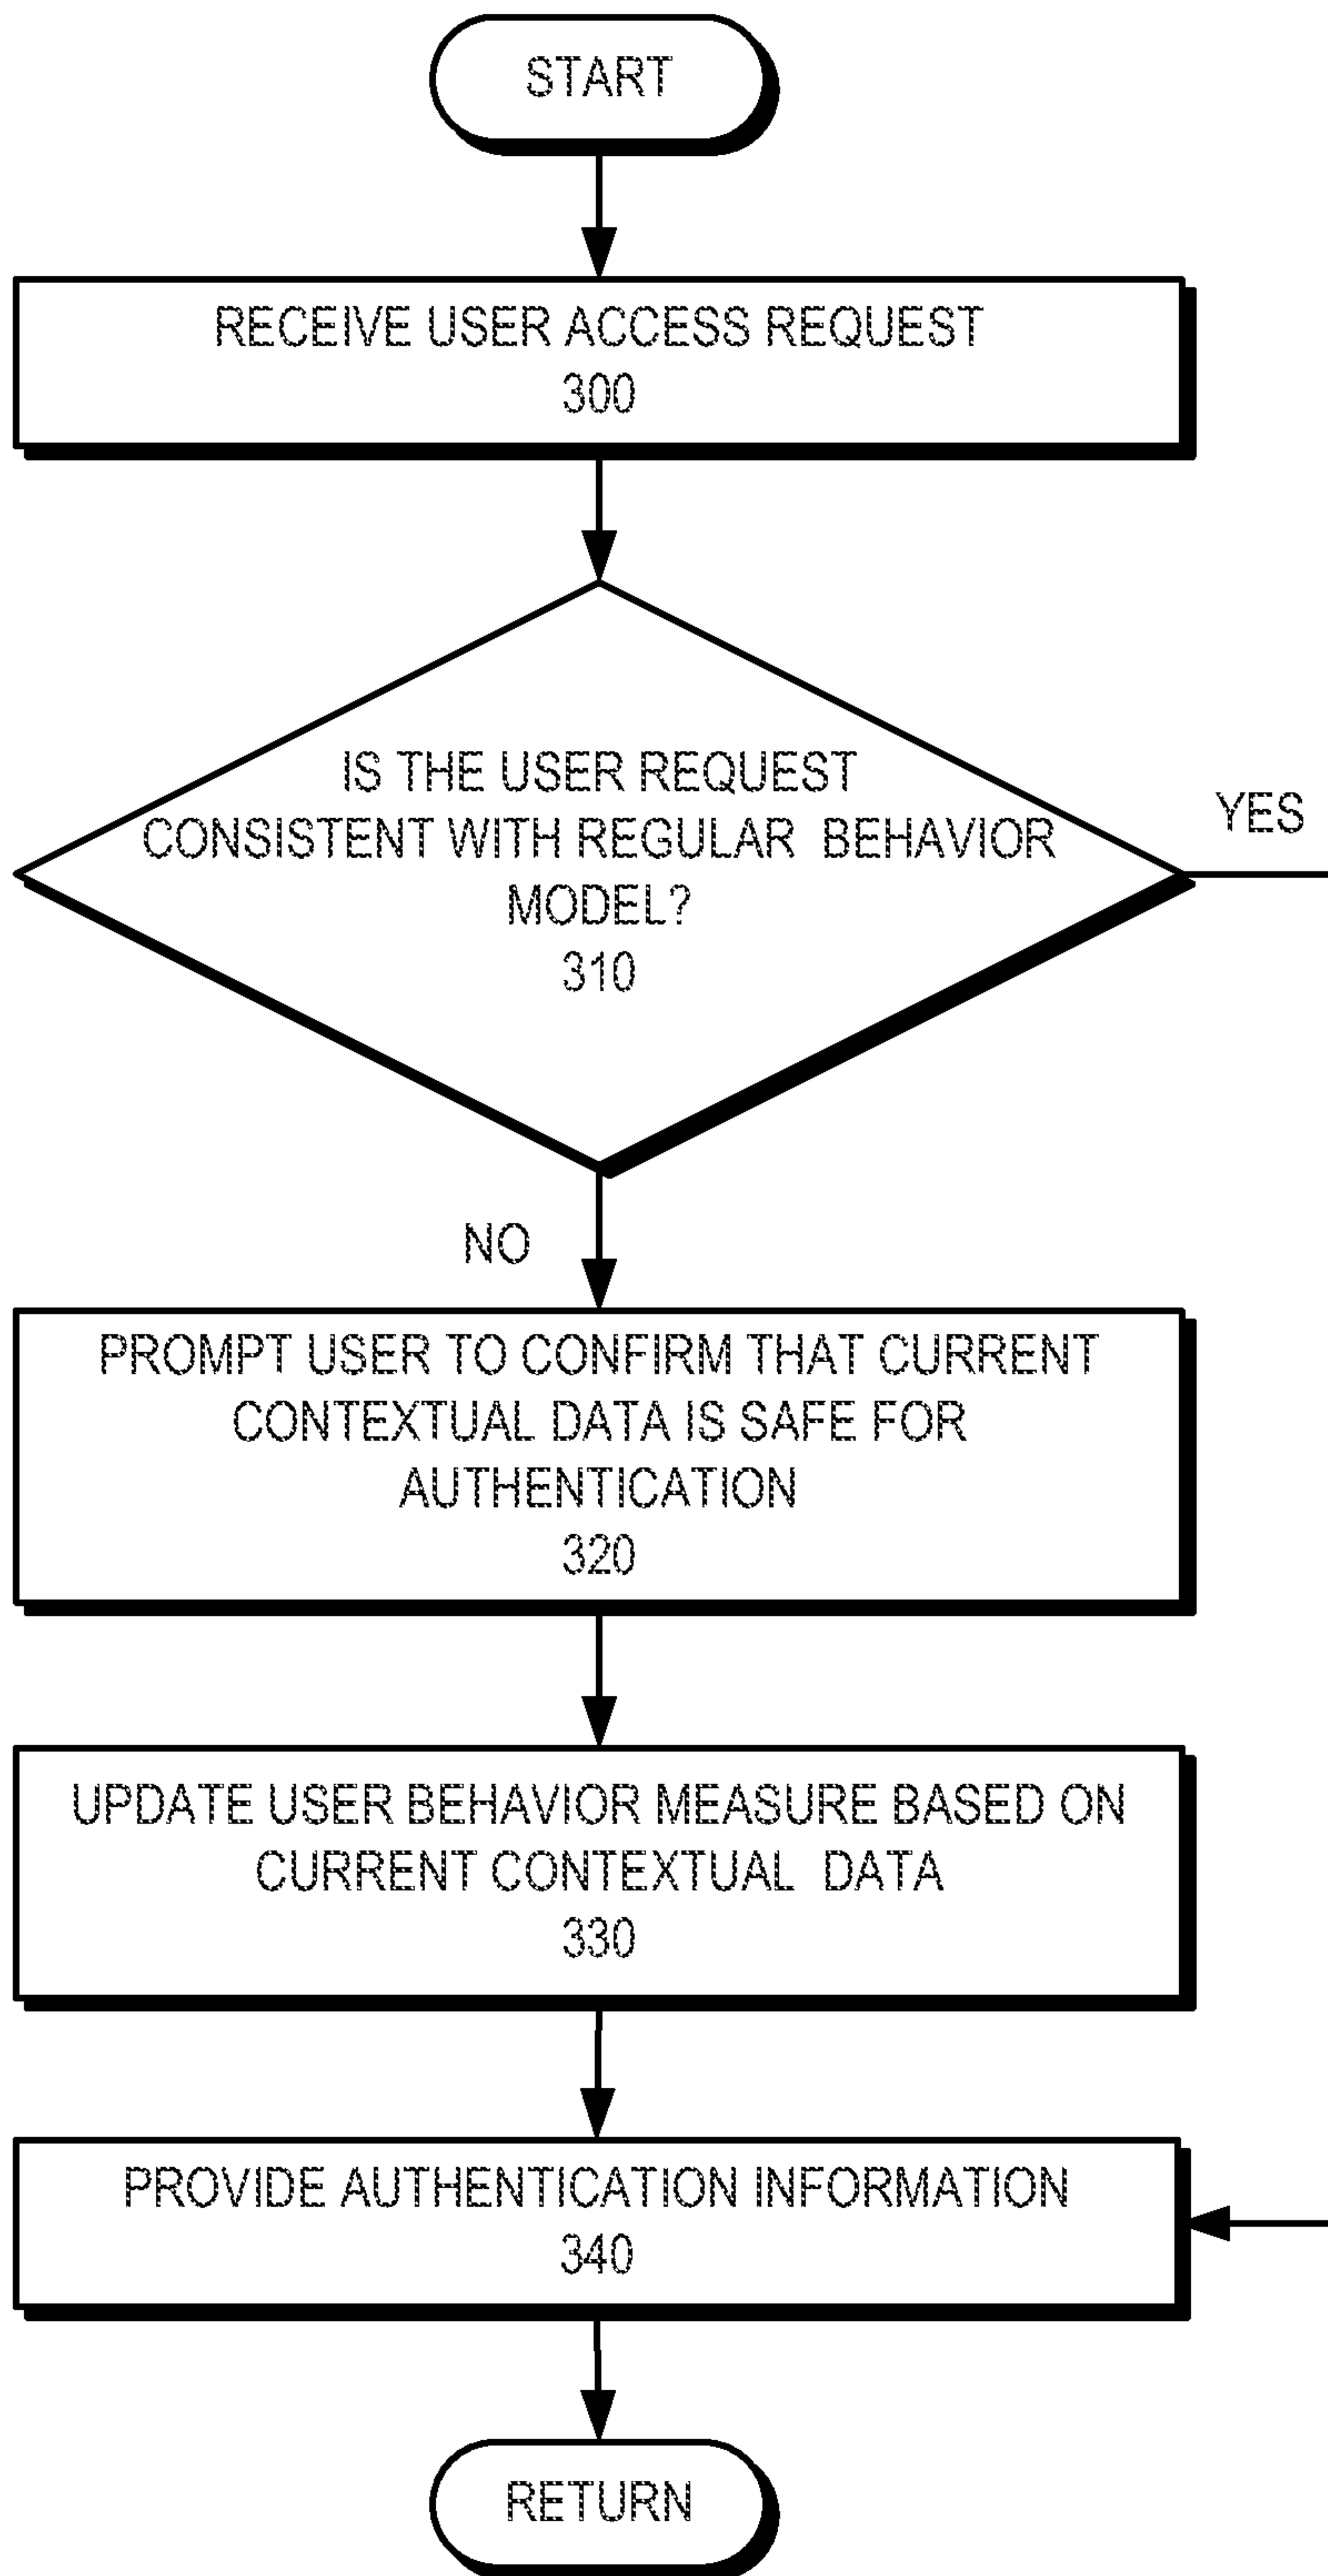 START
RECEIVE USER ACCESS REQUEST
300
IS THE USER REQUEST
CONSISTENT WITH REGULAR BEHAVIOR
MODEL?
310
YES
NO
PROMPT USER TO CONFIRM THAT CURRENT
CONTEXTUAL DATA IS SAFE FOR
AUTHENTICATION
320
UPDATE USER BEHAVIOR MEASURE BASED ON
CURRENT CONTEXTUAL DATA
330
PROVIDE AUTHENTICATION INFORMATION
340
RETURN